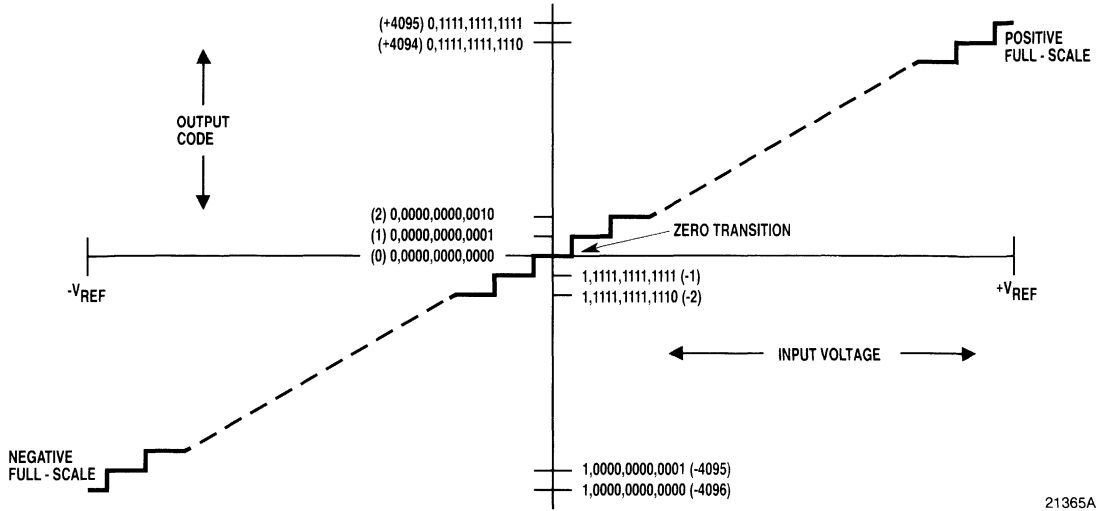 (+4095) 0,1111,1111,1111
(+4094) 0,1111,1111,1110
POSITIVE
FULL - SCALE
OUTPUT
CODE
(2) 0,0000,0000,0010
(1) 0,0000,0000,0001
(0) 0,0000,0000,0000
ZERO TRANSITION
1,1111,1111,1111 (-1)
1,1111,1111,1110 (-2)
-VREF
+VREF
INPUT VOLTAGE
NEGATIVE
FULL - SCALE
1,0000,0000,0001 (-4095)
1,0000,0000,0000 (-4096)
21365A